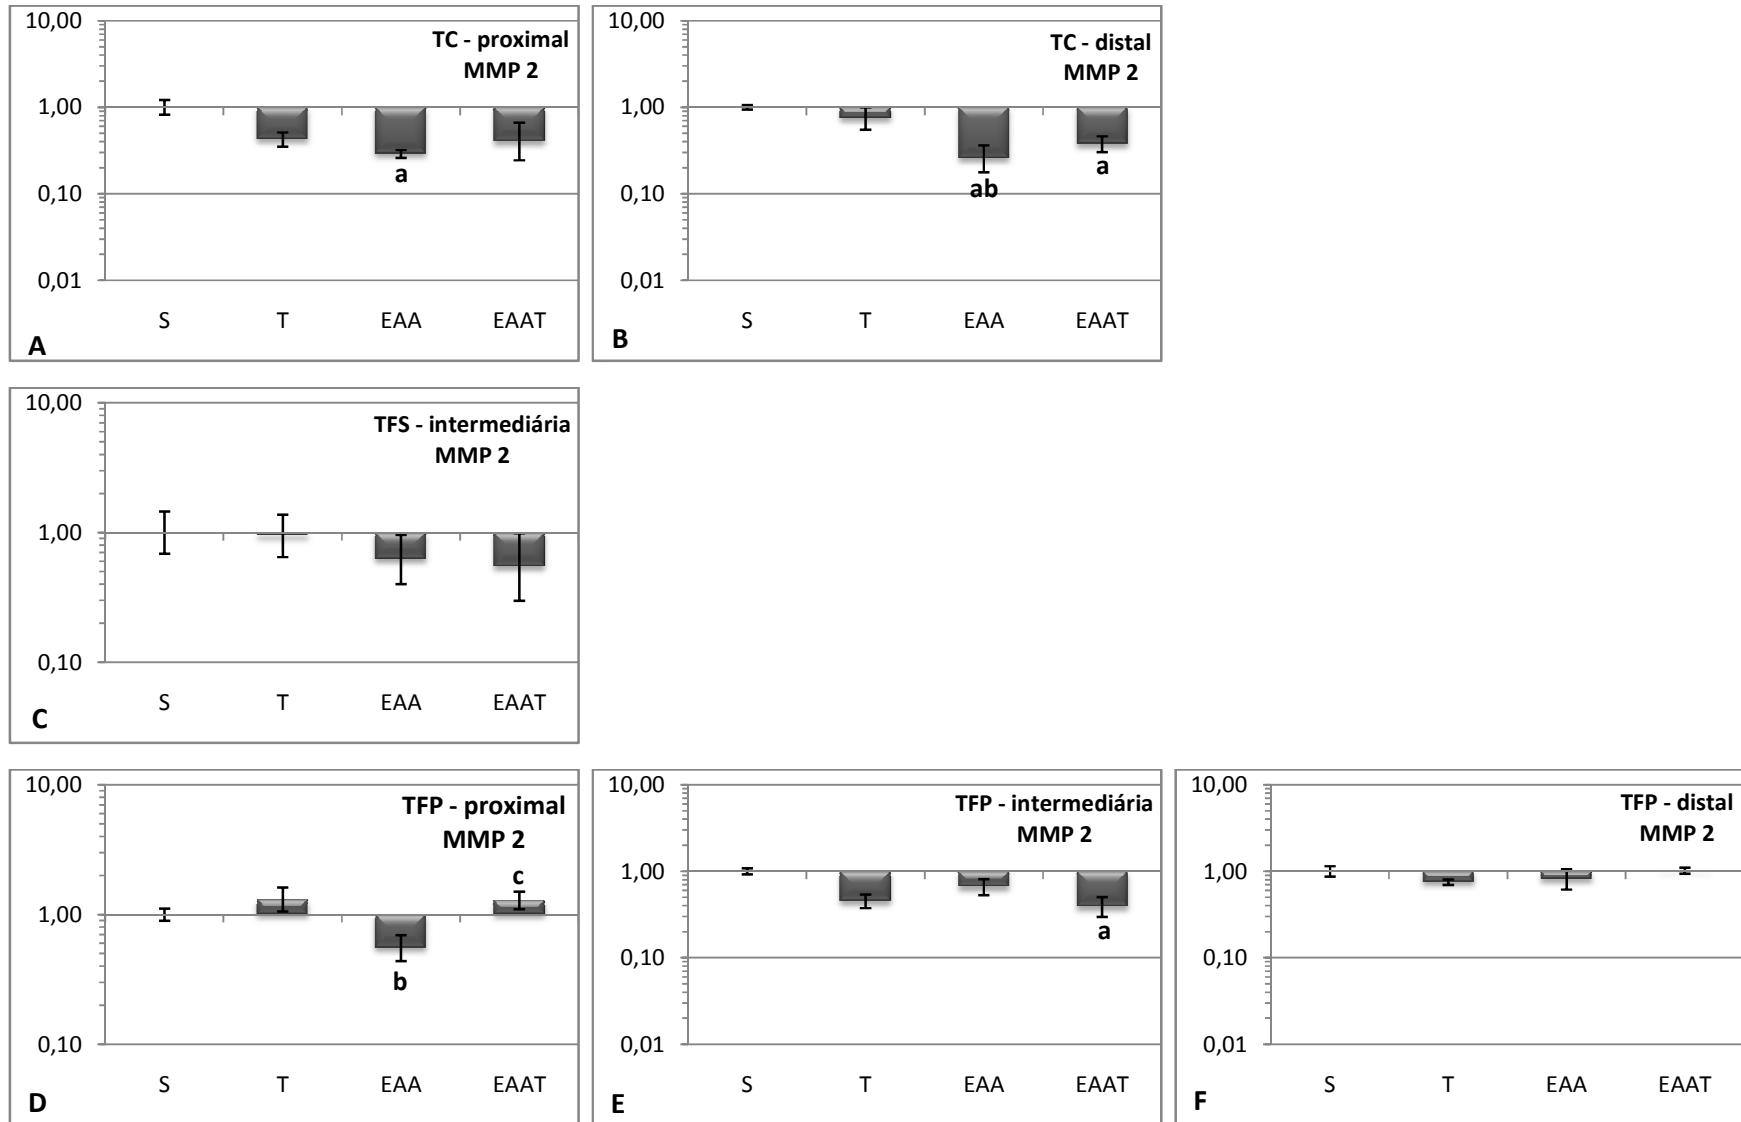 10,00
TC - proximal
MMP 2
1,00
a
0,10
0,01
S T EAA EAAT
A
10,00
TC - distal
MMP 2
1,00
a
ab
0,10
0,01
S T EAA EAAT
B
10,00
TFS - intermediária
MMP 2
1,00
0,10
S T EAA EAAT
C
10,00
TFP - proximal
MMP 2
c
1,00
b
0,10
S T EAA EAAT
D
10,00
TFP - intermediária
MMP 2
1,00
a
0,10
0,01
S T EAA EAAT
E
10,00
TFP - distal
MMP 2
1,00
0,10
0,01
S T EAA EAAT
F